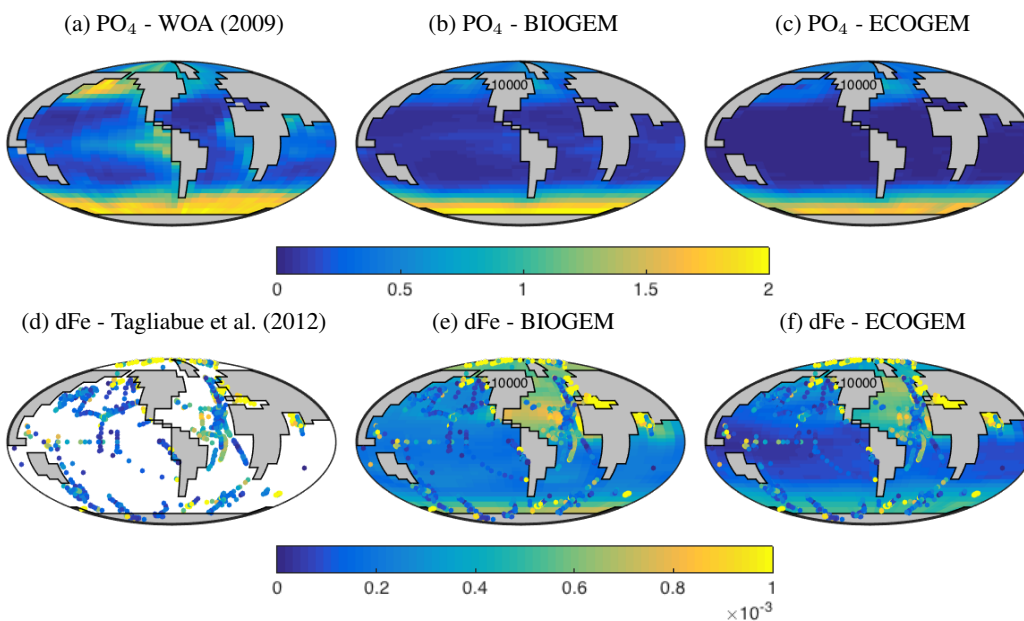 (a) PO₄ - WOA (2009) (b) PO₄ - BIOGEM (c) PO₄ - ECOGEM
10000 10000
0 0.5 1 1.5 2
(d) dFe - Tagliabue et al. (2012) (e) dFe - BIOGEM (f) dFe - ECOGEM
10000 10000
0 0.2 0.4 0.6 0.8 1
×10⁻³